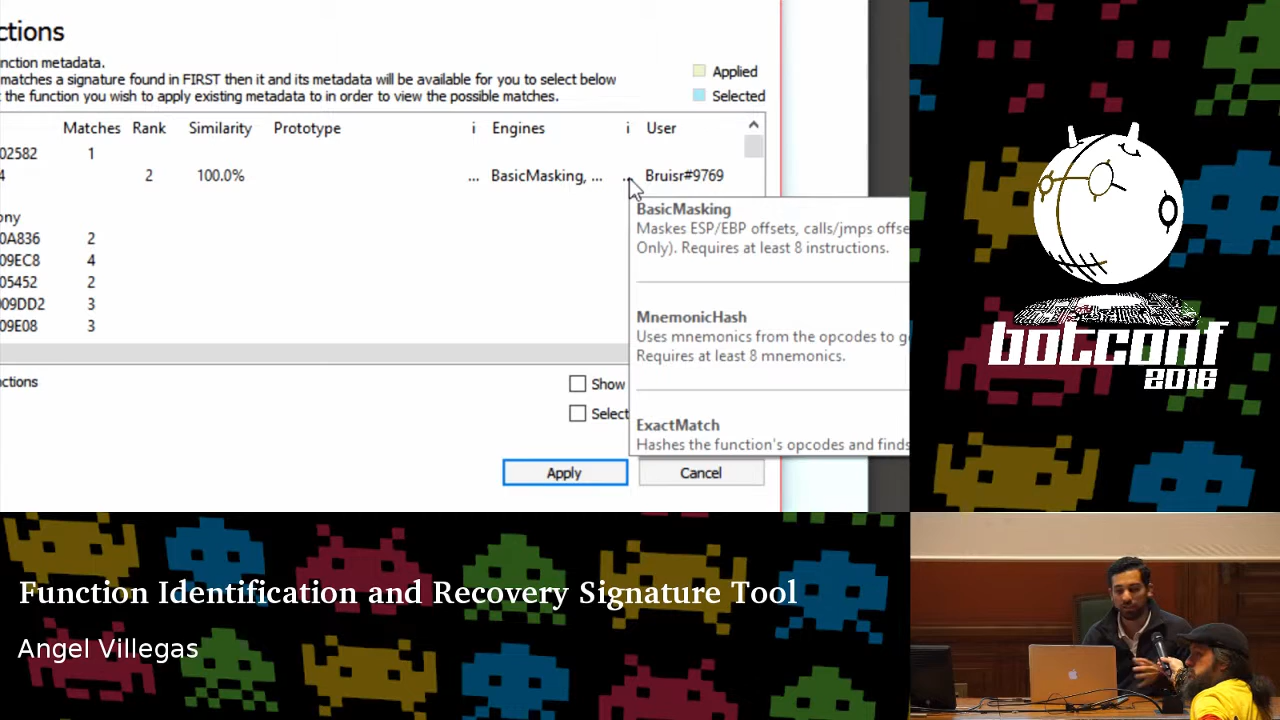 ctions
nction metadata.
matches a signature found in FIRST then it and its metadata will be available for you to select below
t the function you wish to apply existing metadata to in order to view the possible matches.
Applied
Selected
Matches Rank Similarity Prototype i Engines i User
02582 1
4 2 100.0% ... BasicMasking, ... ... Bruisr#9769
ony
0A836 2
09EC8 4
05452 2
009DD2 3
09E08 3
BasicMasking
Maskes ESP/EBP offsets, calls/jmps offse
Only). Requires at least 8 instructions.
MnemonicHash
Uses mnemonics from the opcodes to g
Requires at least 8 mnemonics.
ExactMatch
Hashes the function's opcodes and finds
ctions
Show
Select
Apply Cancel
botconf
2016
Function Identification and Recovery Signature Tool
Angel Villegas